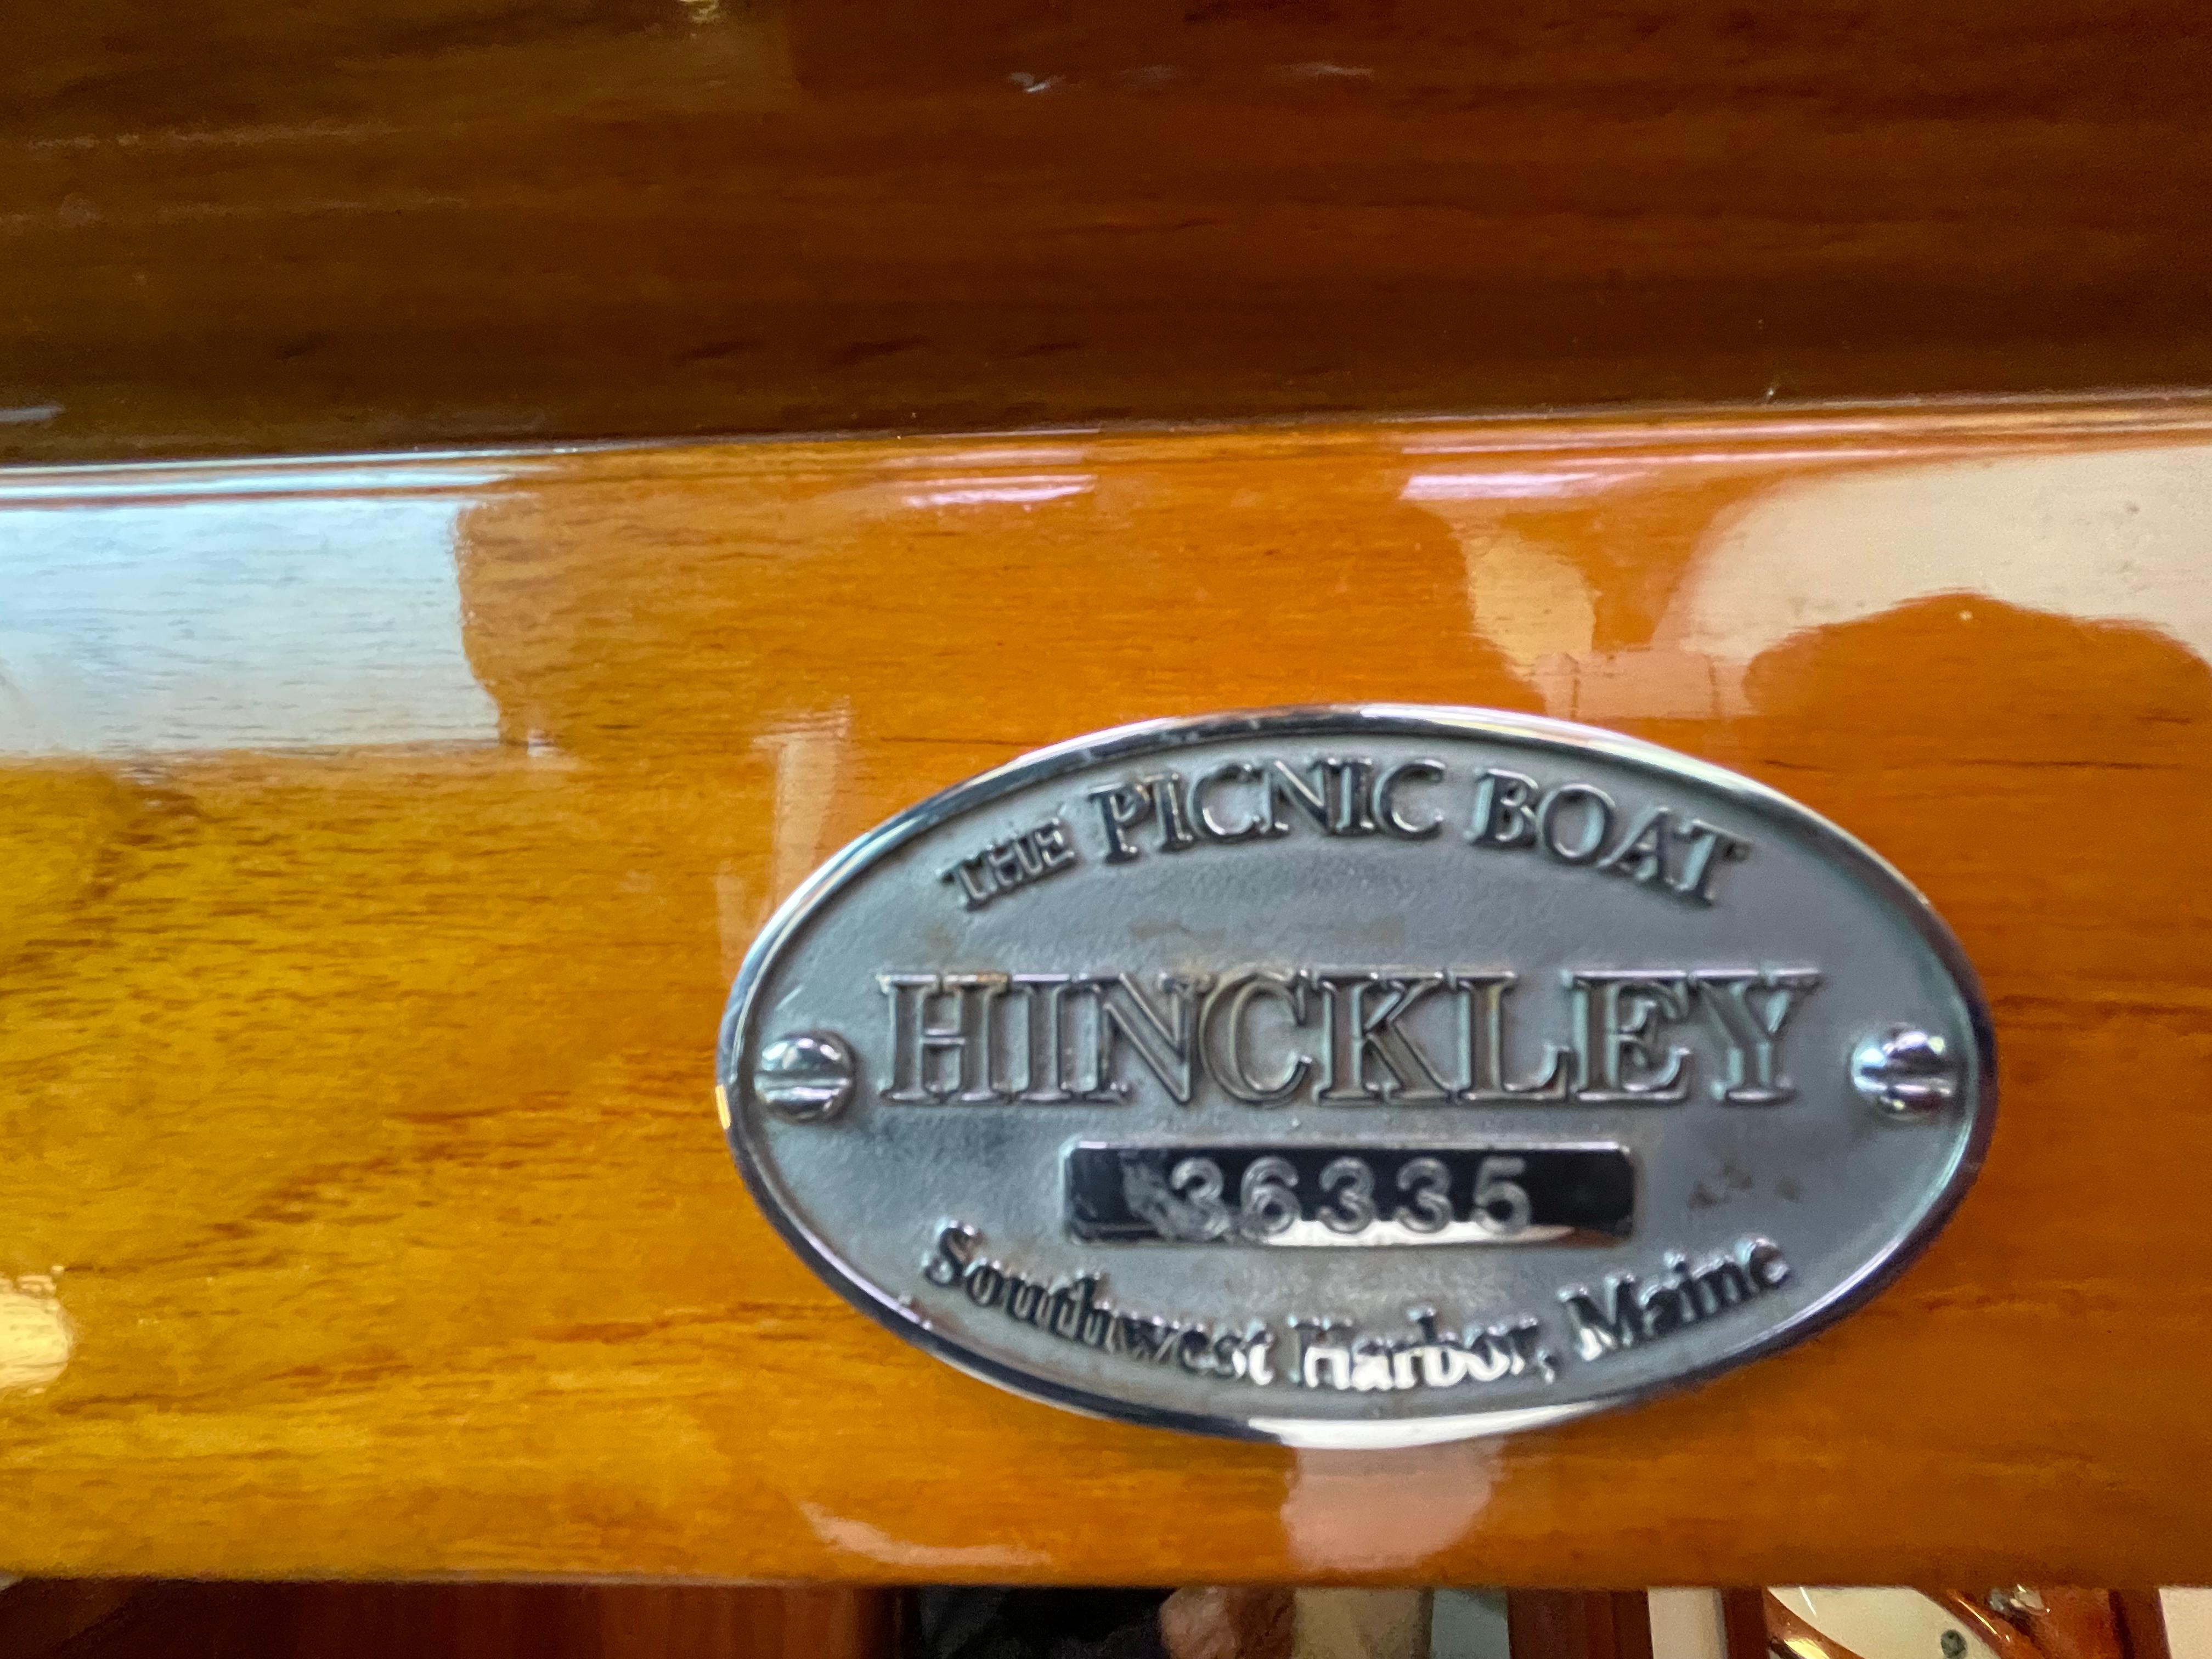 THE PICNIC BOAT
HINCKLEY
36335
Southwest Harbor, Maine